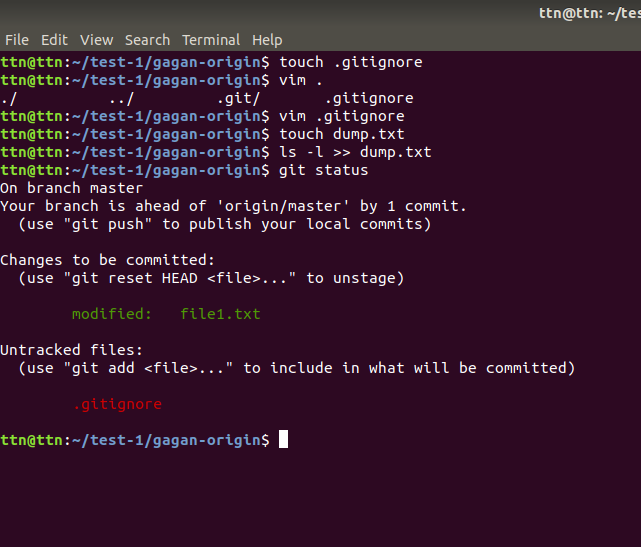 ttn@ttn: ~/tes
File Edit View Search Terminal Help
ttn@ttn:~/test-1/gagan-origin$ touch .gitignore
ttn@ttn:~/test-1/gagan-origin$ vim .
./ ../ .git/ .gitignore
ttn@ttn:~/test-1/gagan-origin$ vim .gitignore
ttn@ttn:~/test-1/gagan-origin$ touch dump.txt
ttn@ttn:~/test-1/gagan-origin$ ls -l >> dump.txt
ttn@ttn:~/test-1/gagan-origin$ git status
On branch master
Your branch is ahead of 'origin/master' by 1 commit.
(use "git push" to publish your local commits)
Changes to be committed:
(use "git reset HEAD <file>..." to unstage)
modified: file1.txt
Untracked files:
(use "git add <file>..." to include in what will be committed)
.gitignore
ttn@ttn:~/test-1/gagan-origin$